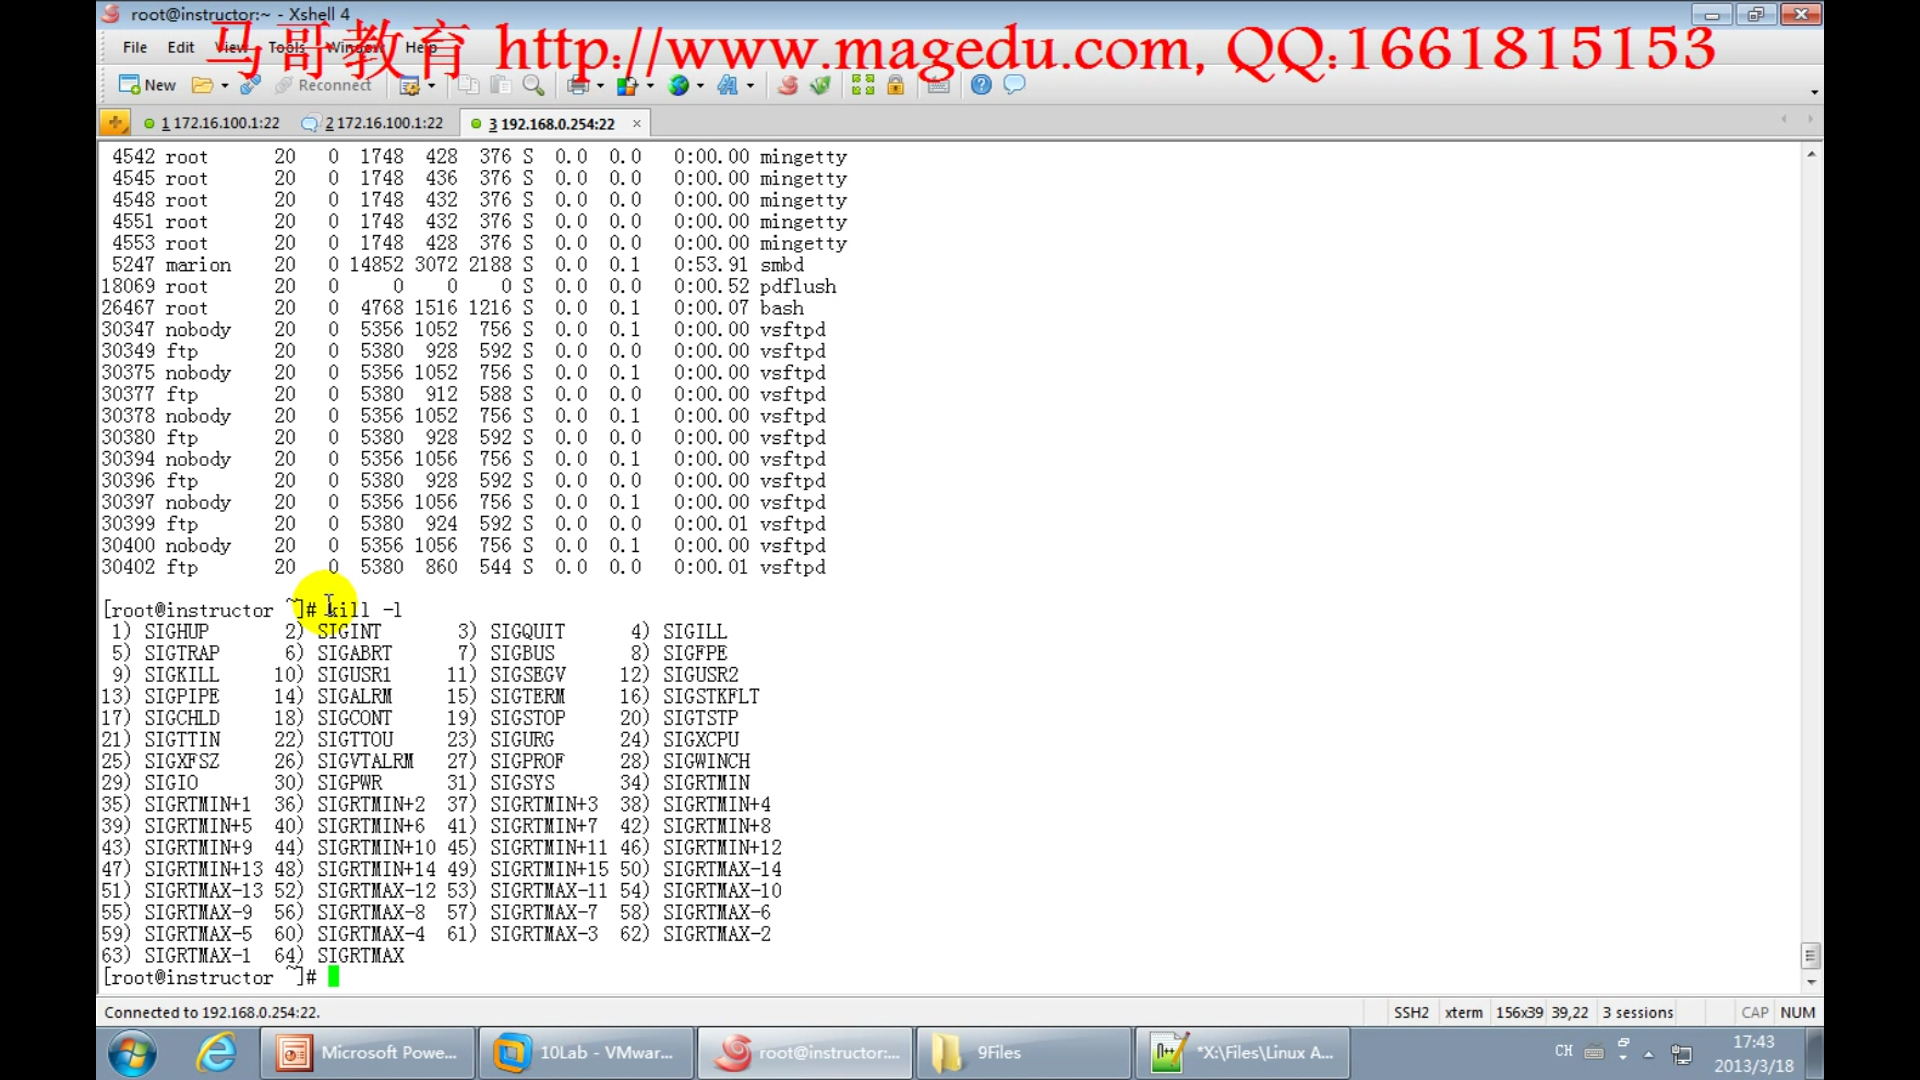 root@instructor:~ - Xshell 4
马哥教育 http://www.magedu.com, QQ:1661815153
File Edit View Tools Window Help
New Reconnect
1 172.16.100.1:22 2 172.16.100.1:22 3 192.168.0.254:22
4542 root 20 0 1748 428 376 S 0.0 0.0 0:00.00 mingetty
4545 root 20 0 1748 436 376 S 0.0 0.0 0:00.00 mingetty
4548 root 20 0 1748 432 376 S 0.0 0.0 0:00.00 mingetty
4551 root 20 0 1748 432 376 S 0.0 0.0 0:00.00 mingetty
4553 root 20 0 1748 428 376 S 0.0 0.0 0:00.00 mingetty
5247 marion 20 0 14852 3072 2188 S 0.0 0.1 0:53.91 smbd
18069 root 20 0 0 0 0 S 0.0 0.0 0:00.52 pdflush
26467 root 20 0 4768 1516 1216 S 0.0 0.1 0:00.07 bash
30347 nobody 20 0 5356 1052 756 S 0.0 0.1 0:00.00 vsftpd
30349 ftp 20 0 5380 928 592 S 0.0 0.0 0:00.00 vsftpd
30375 nobody 20 0 5356 1052 756 S 0.0 0.1 0:00.00 vsftpd
30377 ftp 20 0 5380 912 588 S 0.0 0.0 0:00.00 vsftpd
30378 nobody 20 0 5356 1052 756 S 0.0 0.1 0:00.00 vsftpd
30380 ftp 20 0 5380 928 592 S 0.0 0.0 0:00.00 vsftpd
30394 nobody 20 0 5356 1056 756 S 0.0 0.1 0:00.00 vsftpd
30396 ftp 20 0 5380 928 592 S 0.0 0.0 0:00.00 vsftpd
30397 nobody 20 0 5356 1056 756 S 0.0 0.1 0:00.00 vsftpd
30399 ftp 20 0 5380 924 592 S 0.0 0.0 0:00.01 vsftpd
30400 nobody 20 0 5356 1056 756 S 0.0 0.1 0:00.00 vsftpd
30402 ftp 20 0 5380 860 544 S 0.0 0.0 0:00.01 vsftpd
[root@instructor ~]# kill -l
1) SIGHUP 2) SIGINT 3) SIGQUIT 4) SIGILL
5) SIGTRAP 6) SIGABRT 7) SIGBUS 8) SIGFPE
9) SIGKILL 10) SIGUSR1 11) SIGSEGV 12) SIGUSR2
13) SIGPIPE 14) SIGALRM 15) SIGTERM 16) SIGSTKFLT
17) SIGCHLD 18) SIGCONT 19) SIGSTOP 20) SIGTSTP
21) SIGTTIN 22) SIGTTOU 23) SIGURG 24) SIGXCPU
25) SIGXFSZ 26) SIGVTALRM 27) SIGPROF 28) SIGWINCH
29) SIGIO 30) SIGPWR 31) SIGSYS 34) SIGRTMIN
35) SIGRTMIN+1 36) SIGRTMIN+2 37) SIGRTMIN+3 38) SIGRTMIN+4
39) SIGRTMIN+5 40) SIGRTMIN+6 41) SIGRTMIN+7 42) SIGRTMIN+8
43) SIGRTMIN+9 44) SIGRTMIN+10 45) SIGRTMIN+11 46) SIGRTMIN+12
47) SIGRTMIN+13 48) SIGRTMIN+14 49) SIGRTMIN+15 50) SIGRTMAX-14
51) SIGRTMAX-13 52) SIGRTMAX-12 53) SIGRTMAX-11 54) SIGRTMAX-10
55) SIGRTMAX-9 56) SIGRTMAX-8 57) SIGRTMAX-7 58) SIGRTMAX-6
59) SIGRTMAX-5 60) SIGRTMAX-4 61) SIGRTMAX-3 62) SIGRTMAX-2
63) SIGRTMAX-1 64) SIGRTMAX
[root@instructor ~]#
Connected to 192.168.0.254:22. SSH2 xterm 156x39 39,22 3 sessions CAP NUM
Microsoft Powe... 10Lab - VMwar... root@instructor:... 9Files *X:\Files\Linux A... CH 17:43
2013/3/18